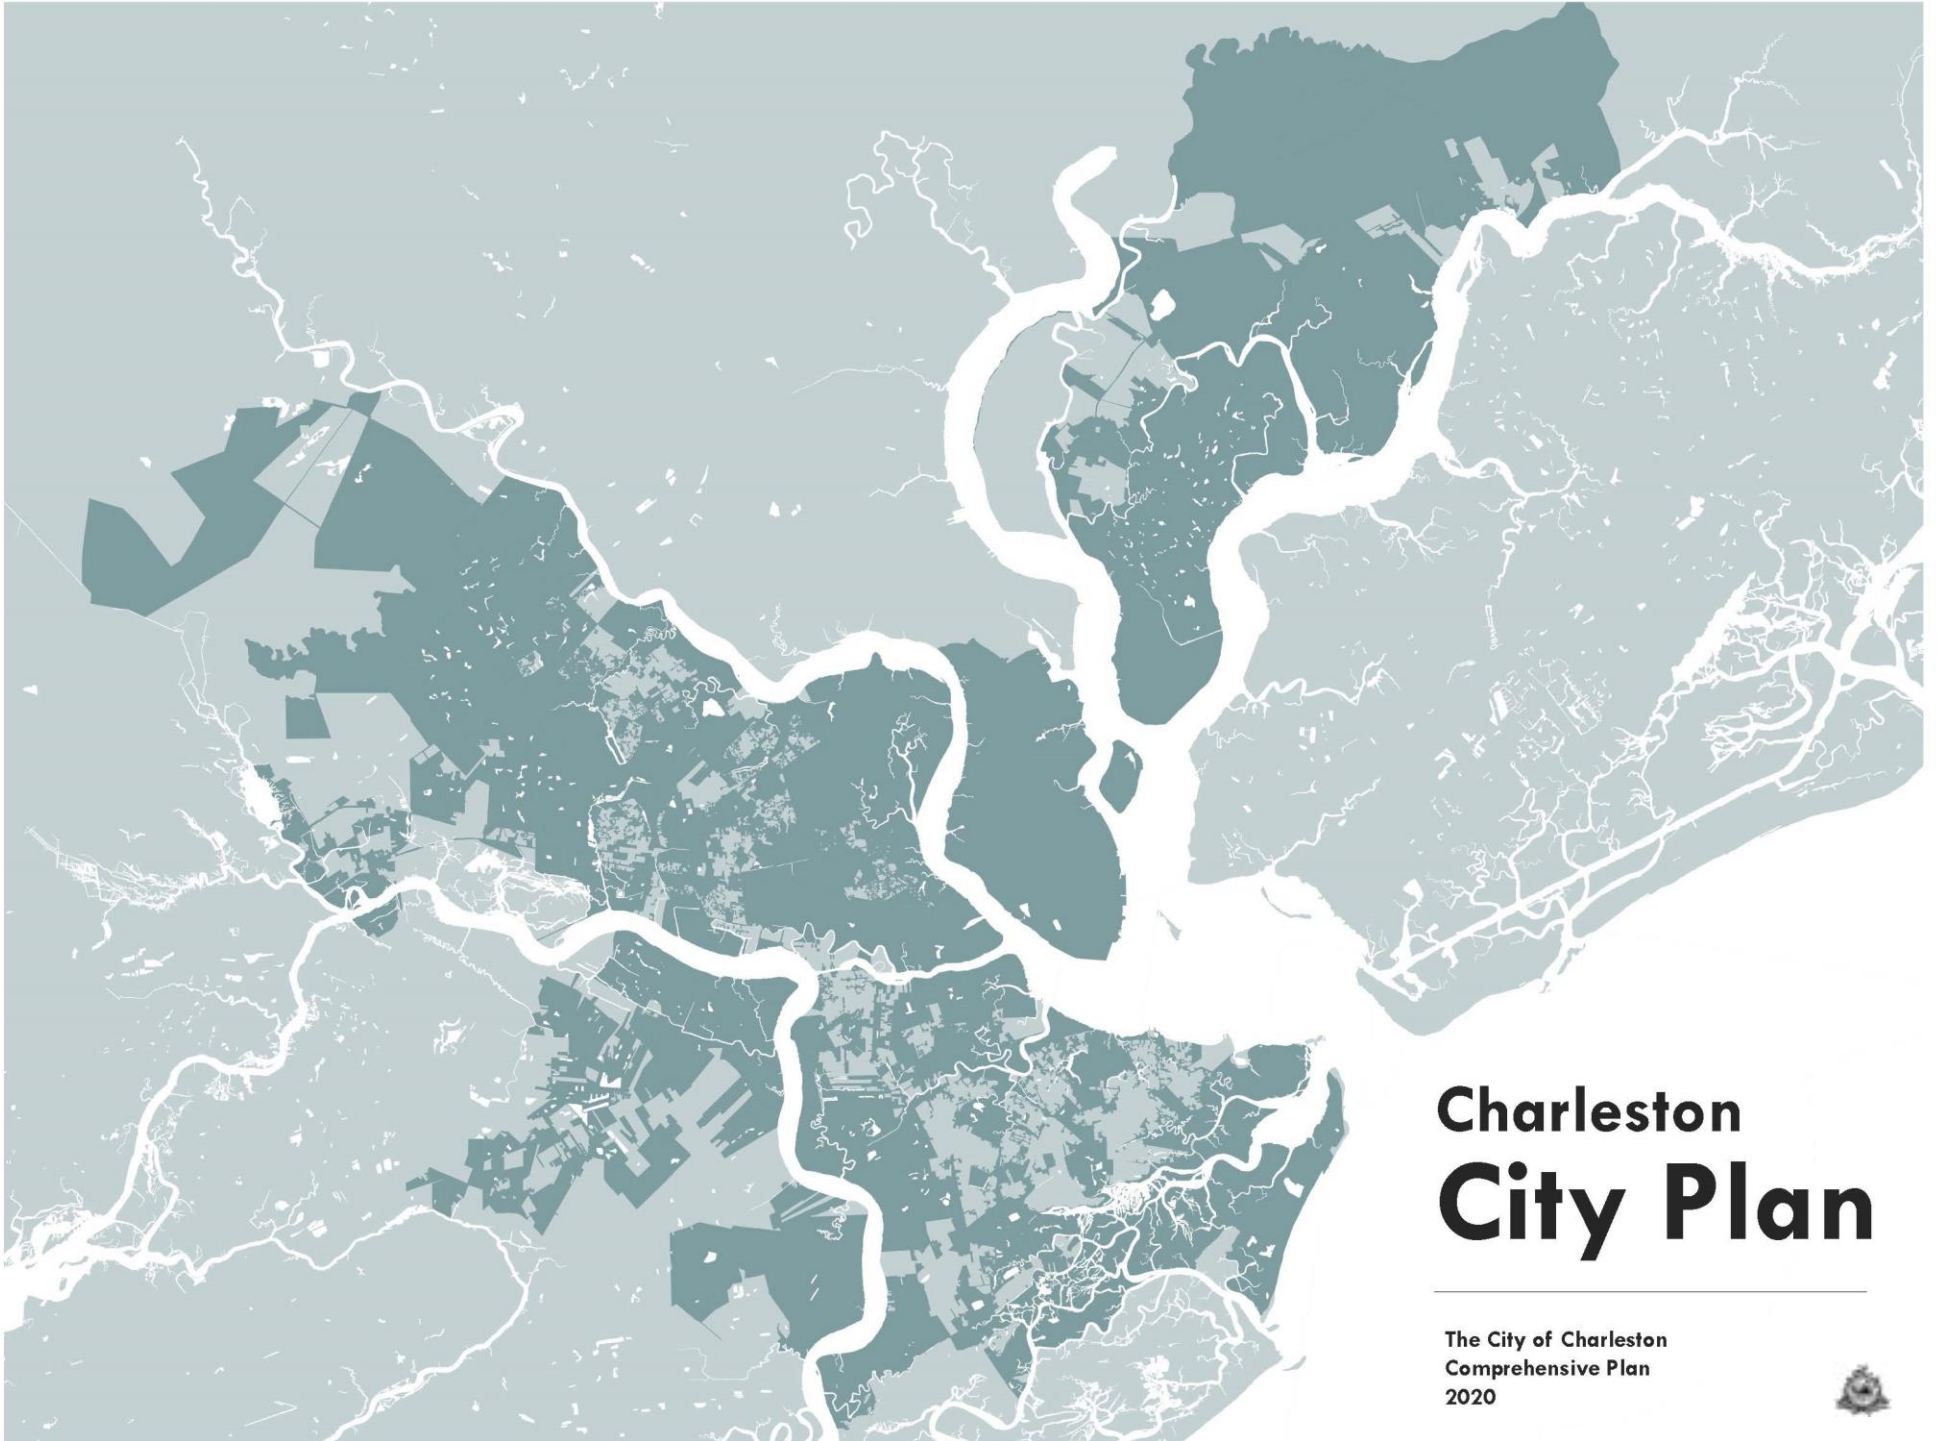 Charleston
City Plan
The City of Charleston
Comprehensive Plan
2020